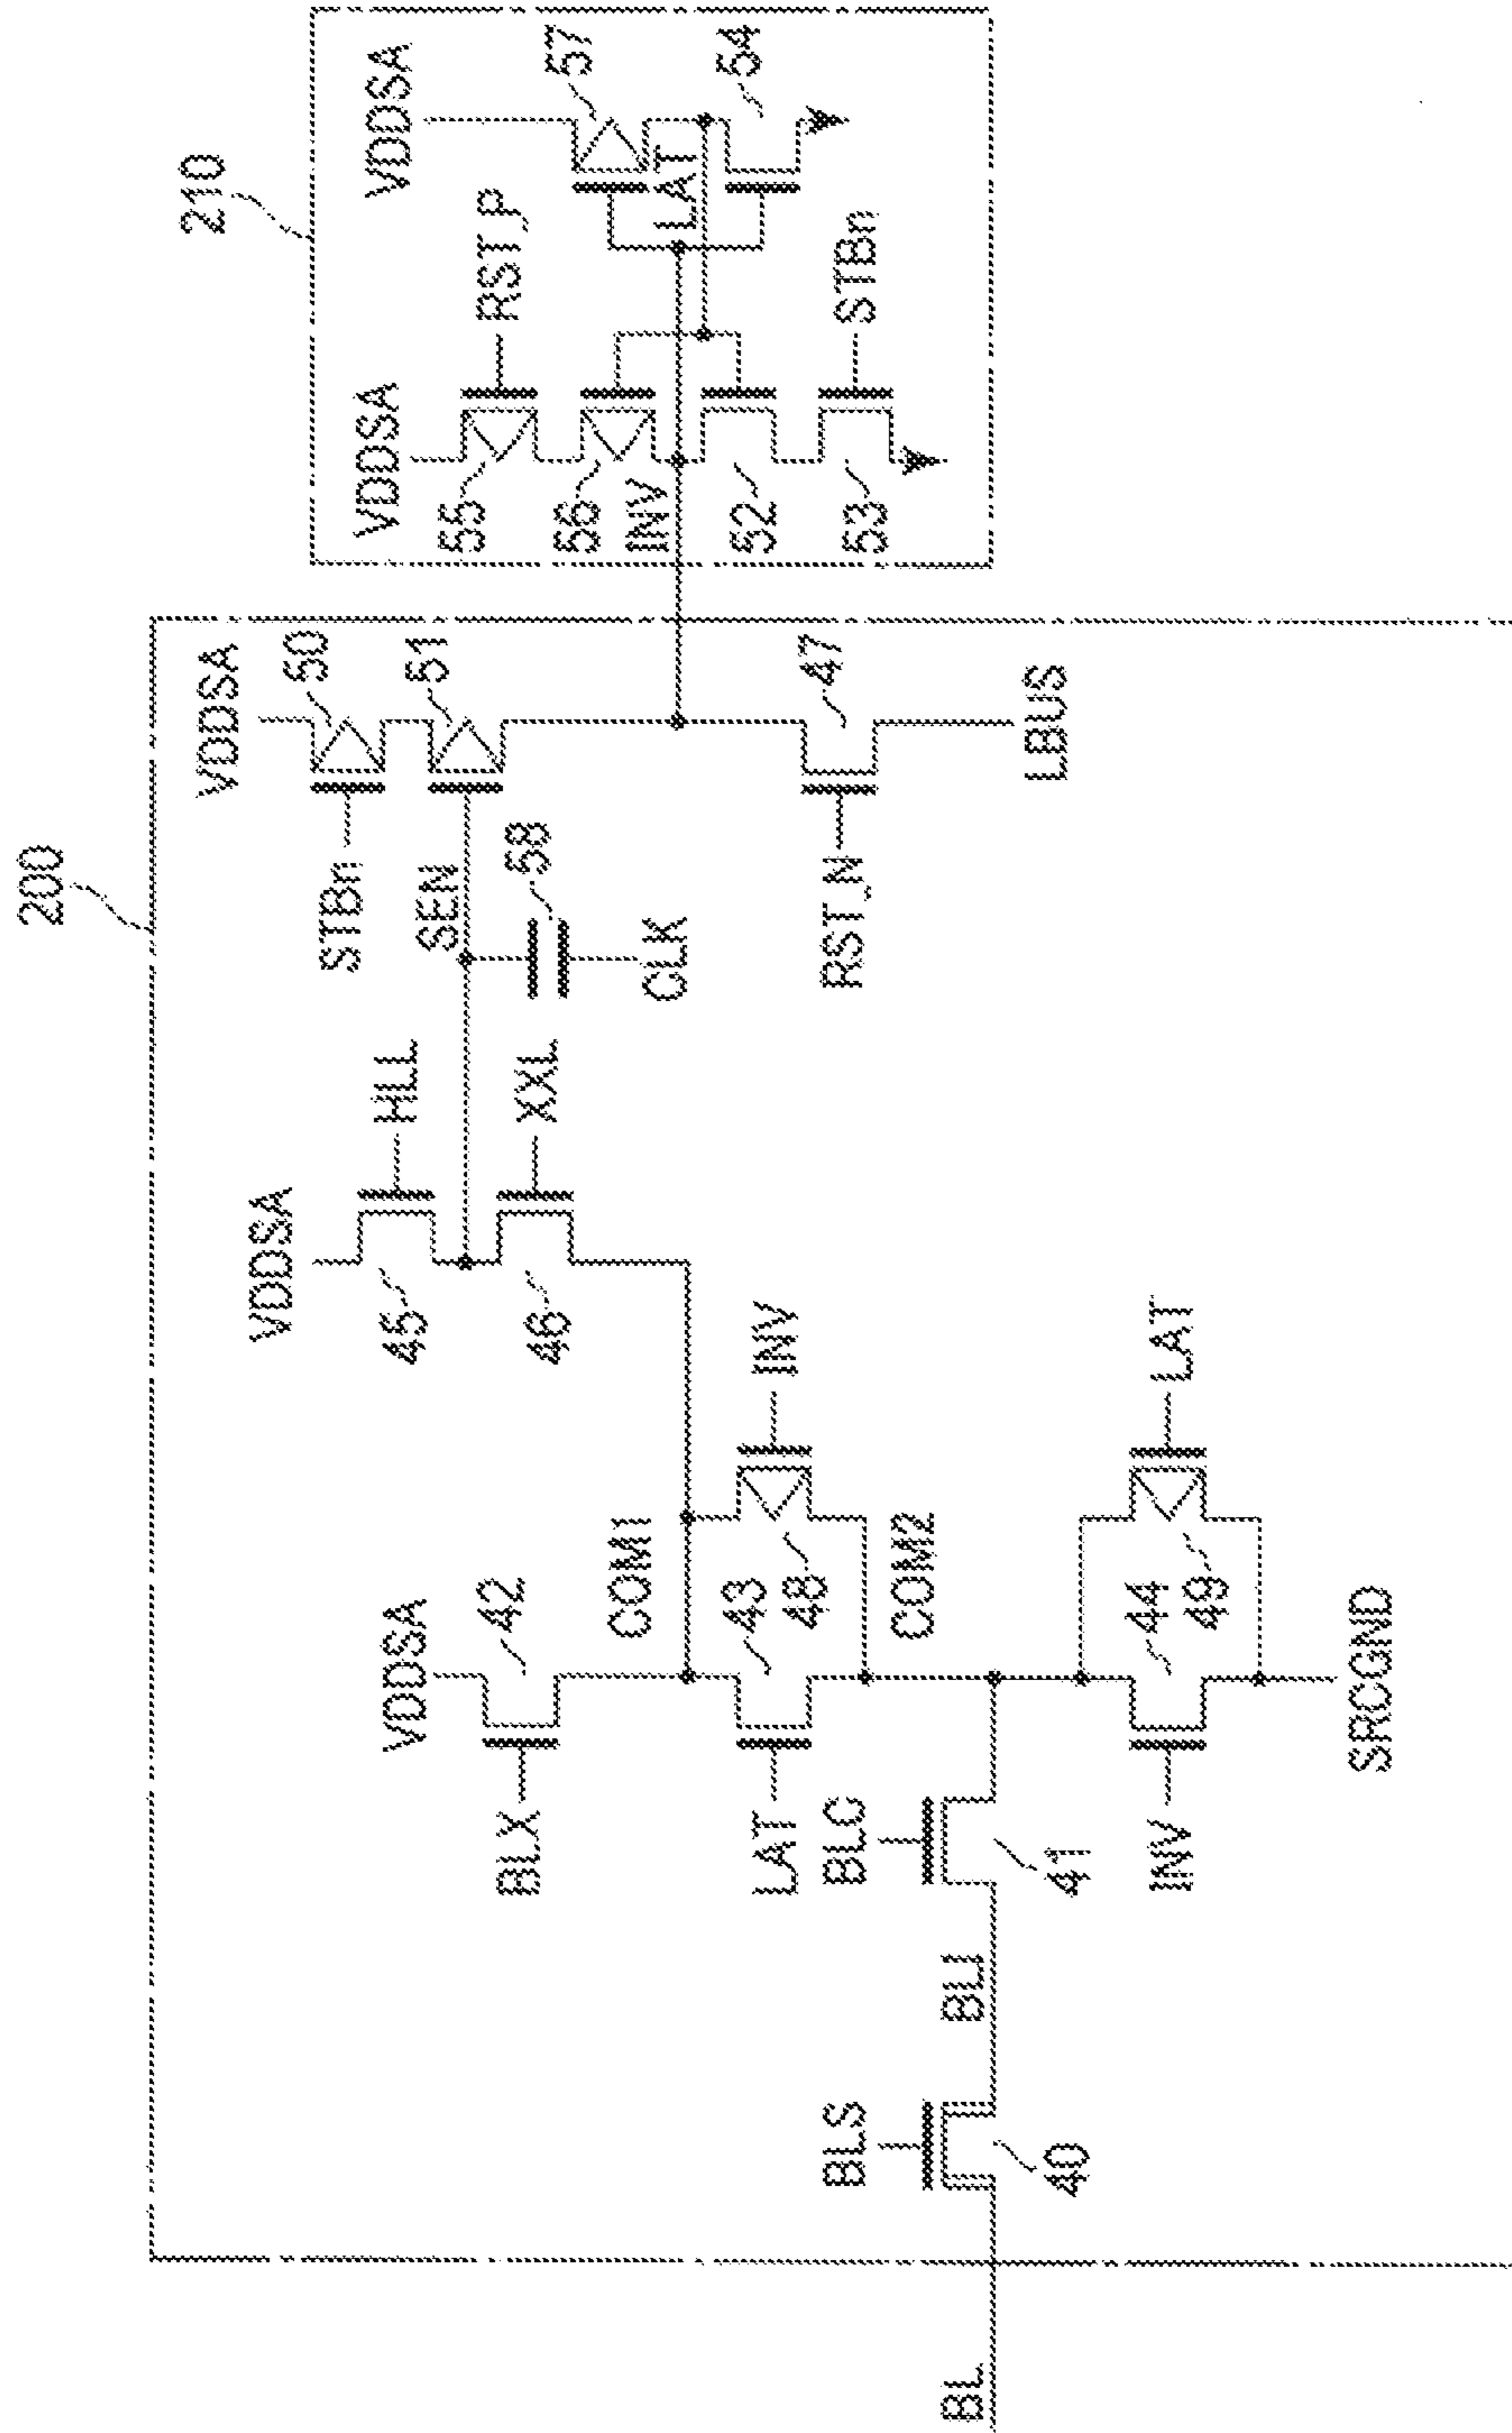 200
210
VDDSA
57
LAT
54
VDDSA
RST_P
55
56
INV
52
53
STBn
VDDSA
50
51
STBn
SEN
58
CLK
47
RST_N
LBUS
VDDSA
HLL
45
XXL
46
VDDSA
42
BLX
COM1
INV
43
48
LAT
COM2
BLC
41
44
49
LAT
INV
SRCGND
BLI
BLS
40
BL